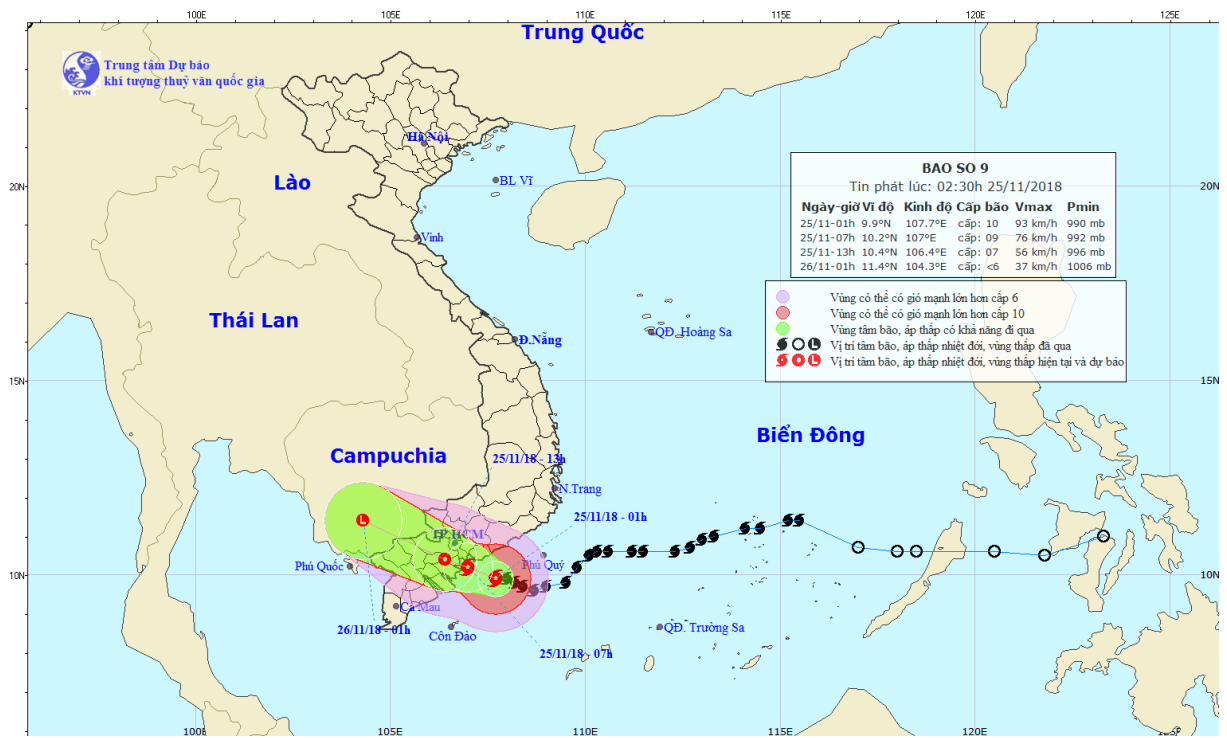 100E 105E 110E 115E 120E 125E
Trung Quốc
Trung tâm Dự báo
khí tượng thuỷ văn quốc gia
KTVN
Hà Nội
BAO SO 9
Tin phát lúc: 02:30h 25/11/2018
Ngày-giờ Vĩ độ Kinh độ Cấp bão Vmax Pmin
25/11-01h 9.9°N 107.7°E cấp: 10 93 km/h 990 mb
25/11-07h 10.2°N 107°E cấp: 09 76 km/h 992 mb
25/11-13h 10.4°N 106.4°E cấp: 07 56 km/h 996 mb
26/11-01h 11.4°N 104.3°E cấp: <6 37 km/h 1006 mb
Lào
BL Vĩ
20N 20N
Vinh
Vùng có thể có gió mạnh lớn hơn cấp 6
Vùng có thể có gió mạnh lớn hơn cấp 10
Vùng tâm bão, áp thấp có khả năng đi qua
L Vị trí tâm bão, áp thấp nhiệt đới, vùng thấp đã qua
L Vị trí tâm bão, áp thấp nhiệt đới, vùng thấp hiện tại và dự báo
Thái Lan
QĐ. Hoàng Sa
Đ.Nẵng
15N 15N
Biển Đông
Campuchia
25/11/18 - 13h
N.Trang
25/11/18 - 01h
L
TP.HCM
Phú Quốc
Phú Quý
10N 10N
Cà Mau
26/11/18 - 01h
Côn Đảo
QĐ. Trường Sa
25/11/18 - 07h
100E 105E 110E 115E 120E 125E